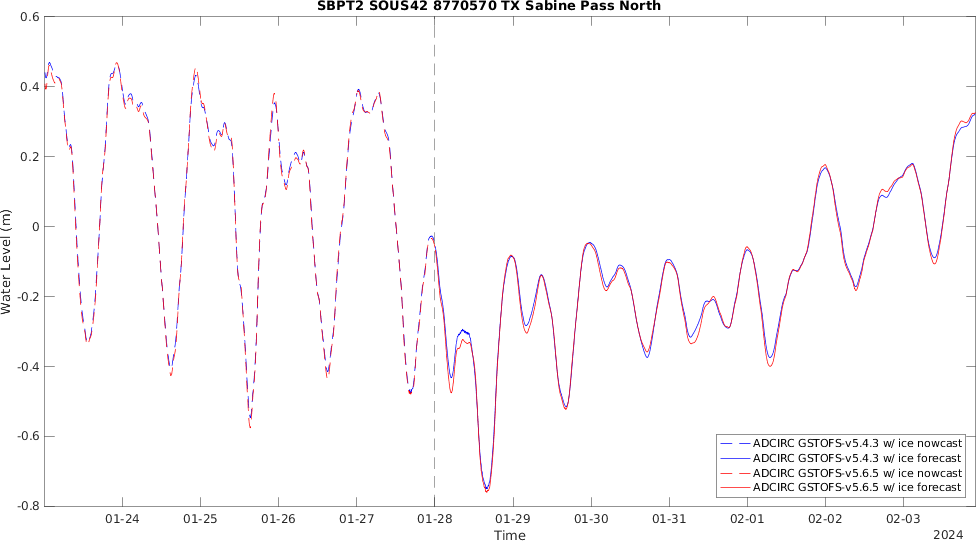 SBPT2 SOUS42 8770570 TX Sabine Pass North
Water Level (m)
0.6
0.4
0.2
0
-0.2
-0.4
-0.6
-0.8
ADCIRC GSTOFS-v5.4.3 w/ ice nowcast
ADCIRC GSTOFS-v5.4.3 w/ ice forecast
ADCIRC GSTOFS-v5.6.5 w/ ice nowcast
ADCIRC GSTOFS-v5.6.5 w/ ice forecast
01-24 01-25 01-26 01-27 01-28 01-29 01-30 01-31 02-01 02-02 02-03
Time
2024